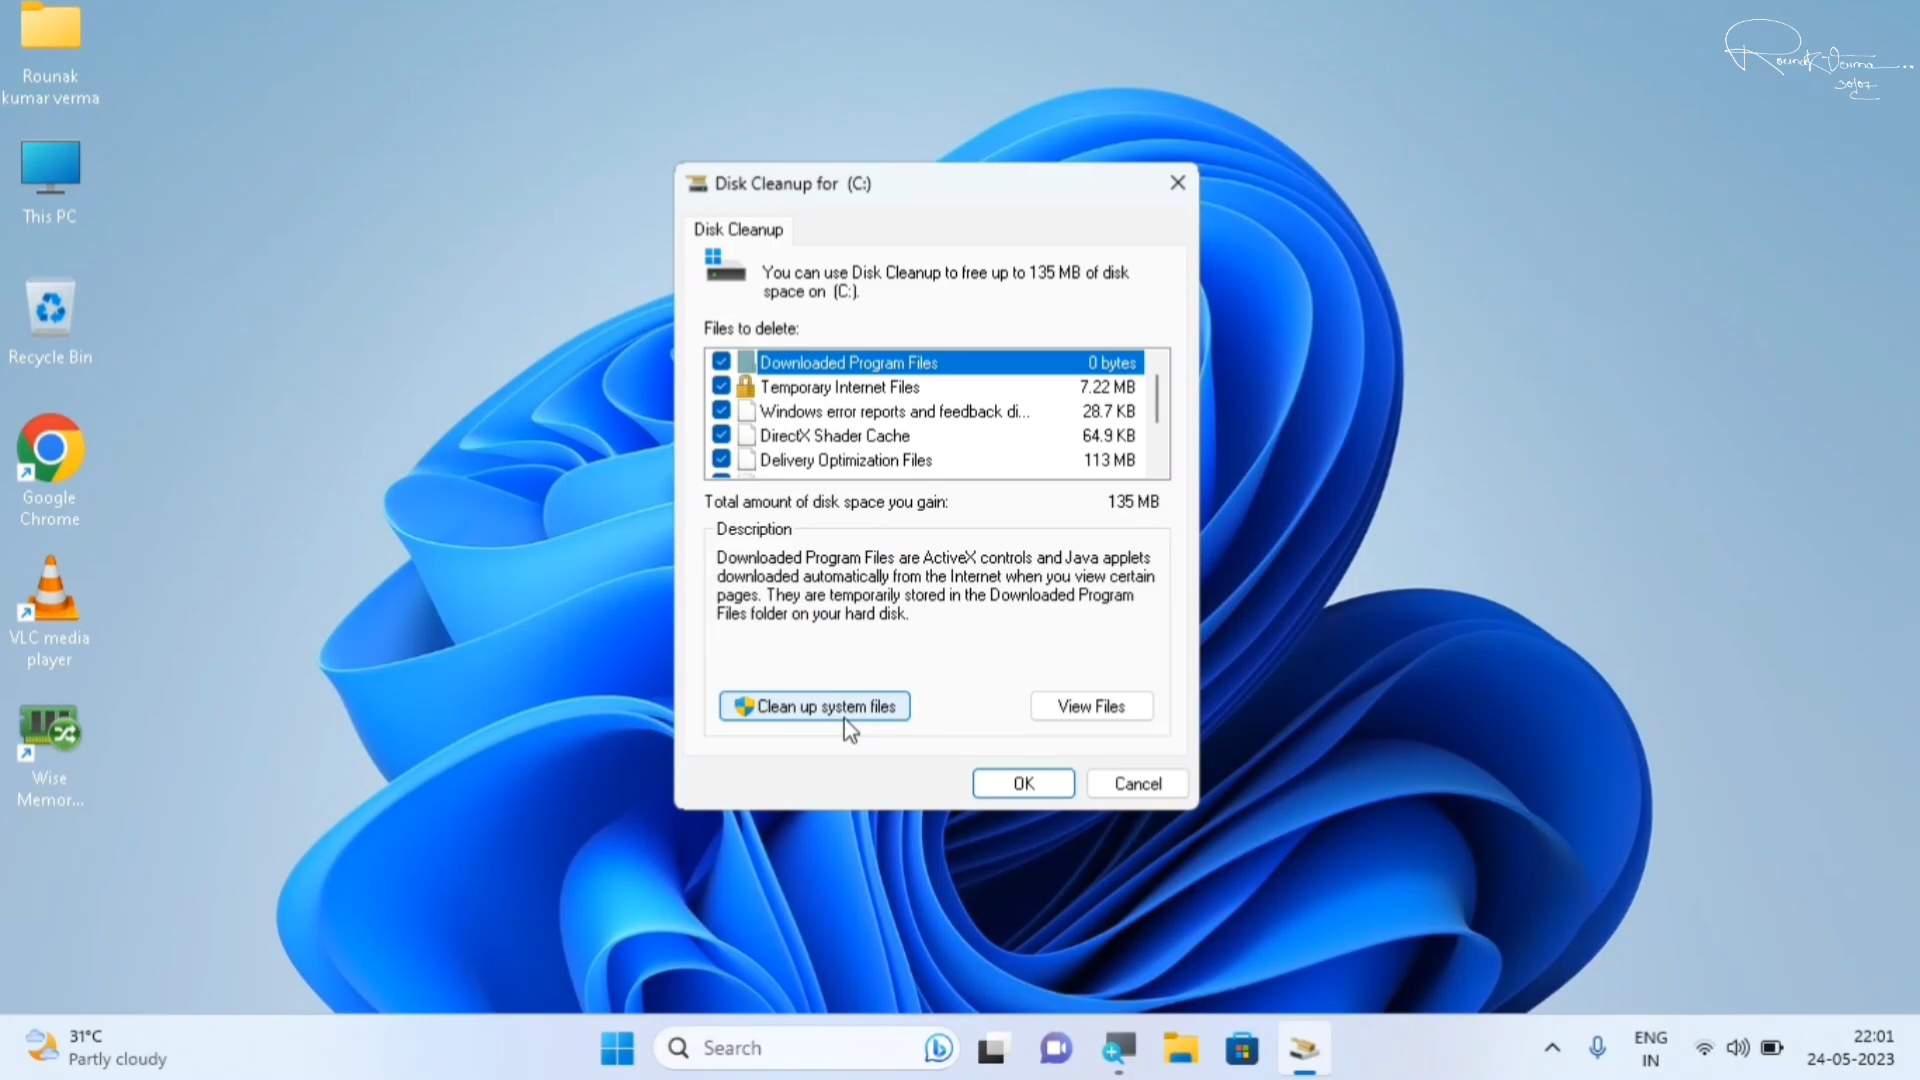 Rounak
kumar verma
This PC
Recycle Bin
Google
Chrome
VLC media
player
Wise
Memor...
Rounak Verma...
30/07
Disk Cleanup for (C:)
Disk Cleanup
You can use Disk Cleanup to free up to 135 MB of disk
space on (C:).
Files to delete:
Downloaded Program Files 0 bytes
Temporary Internet Files 7.22 MB
Windows error reports and feedback di... 28.7 KB
DirectX Shader Cache 64.9 KB
Delivery Optimization Files 113 MB
Total amount of disk space you gain: 135 MB
Description
Downloaded Program Files are ActiveX controls and Java applets
downloaded automatically from the Internet when you view certain
pages. They are temporarily stored in the Downloaded Program
Files folder on your hard disk.
Clean up system files
View Files
OK
Cancel
31°C
Partly cloudy
Search
ENG
IN
22:01
24-05-2023